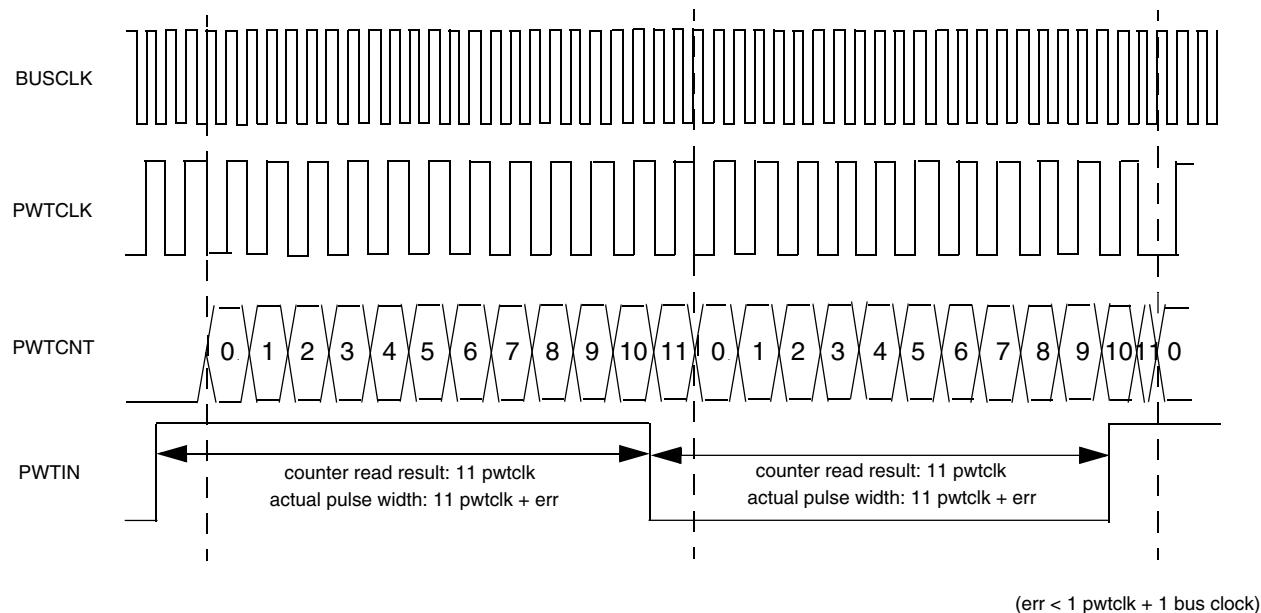 BUSCLK
PWTCLK
PWTCNT 0 1 2 3 4 5 6 7 8 9 10 11 0 1 2 3 4 5 6 7 8 9 10 11 0
PWTIN
counter read result: 11 pwtclk
actual pulse width: 11 pwtclk + err
counter read result: 11 pwtclk
actual pulse width: 11 pwtclk + err
(err < 1 pwtclk + 1 bus clock)